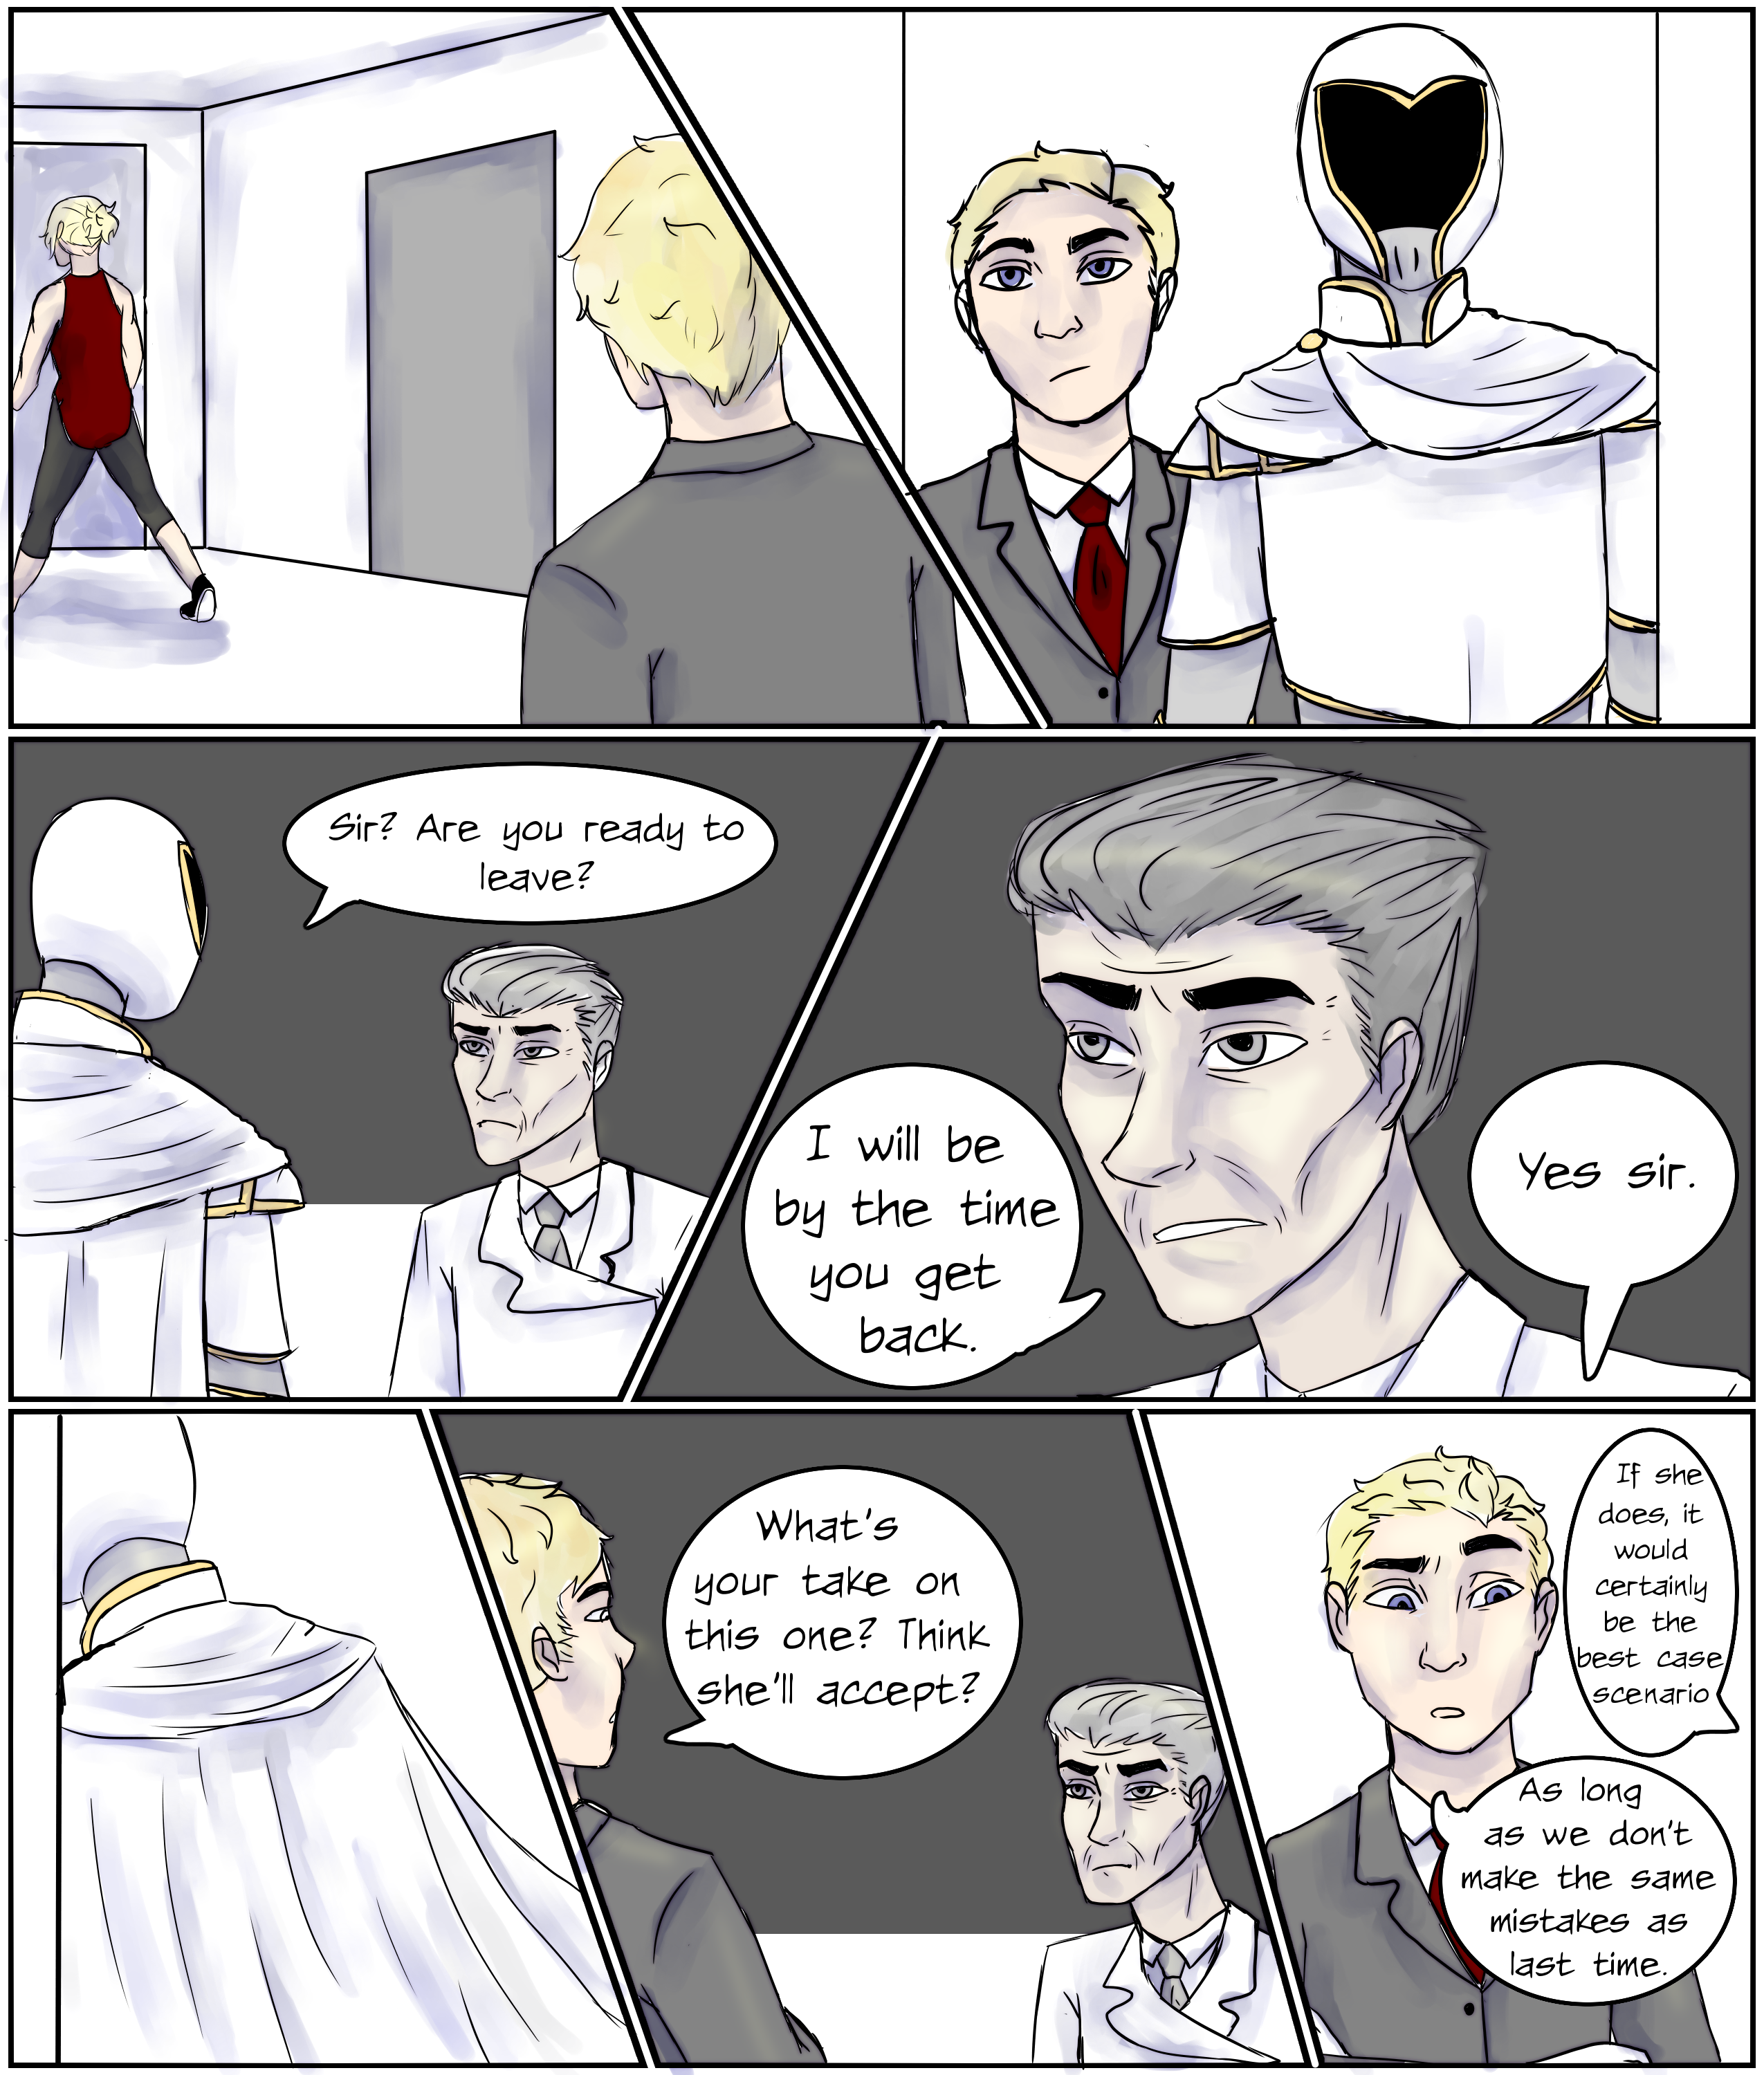 Sir? Are you ready to
leave?
I will be
by the time
you get
back.
Yes sir.
What's
your take on
this one? Think
she'll accept?
If she
does, it
would
certainly
be the
best case
scenario
As long
as we don't
make the same
mistakes as
last time.